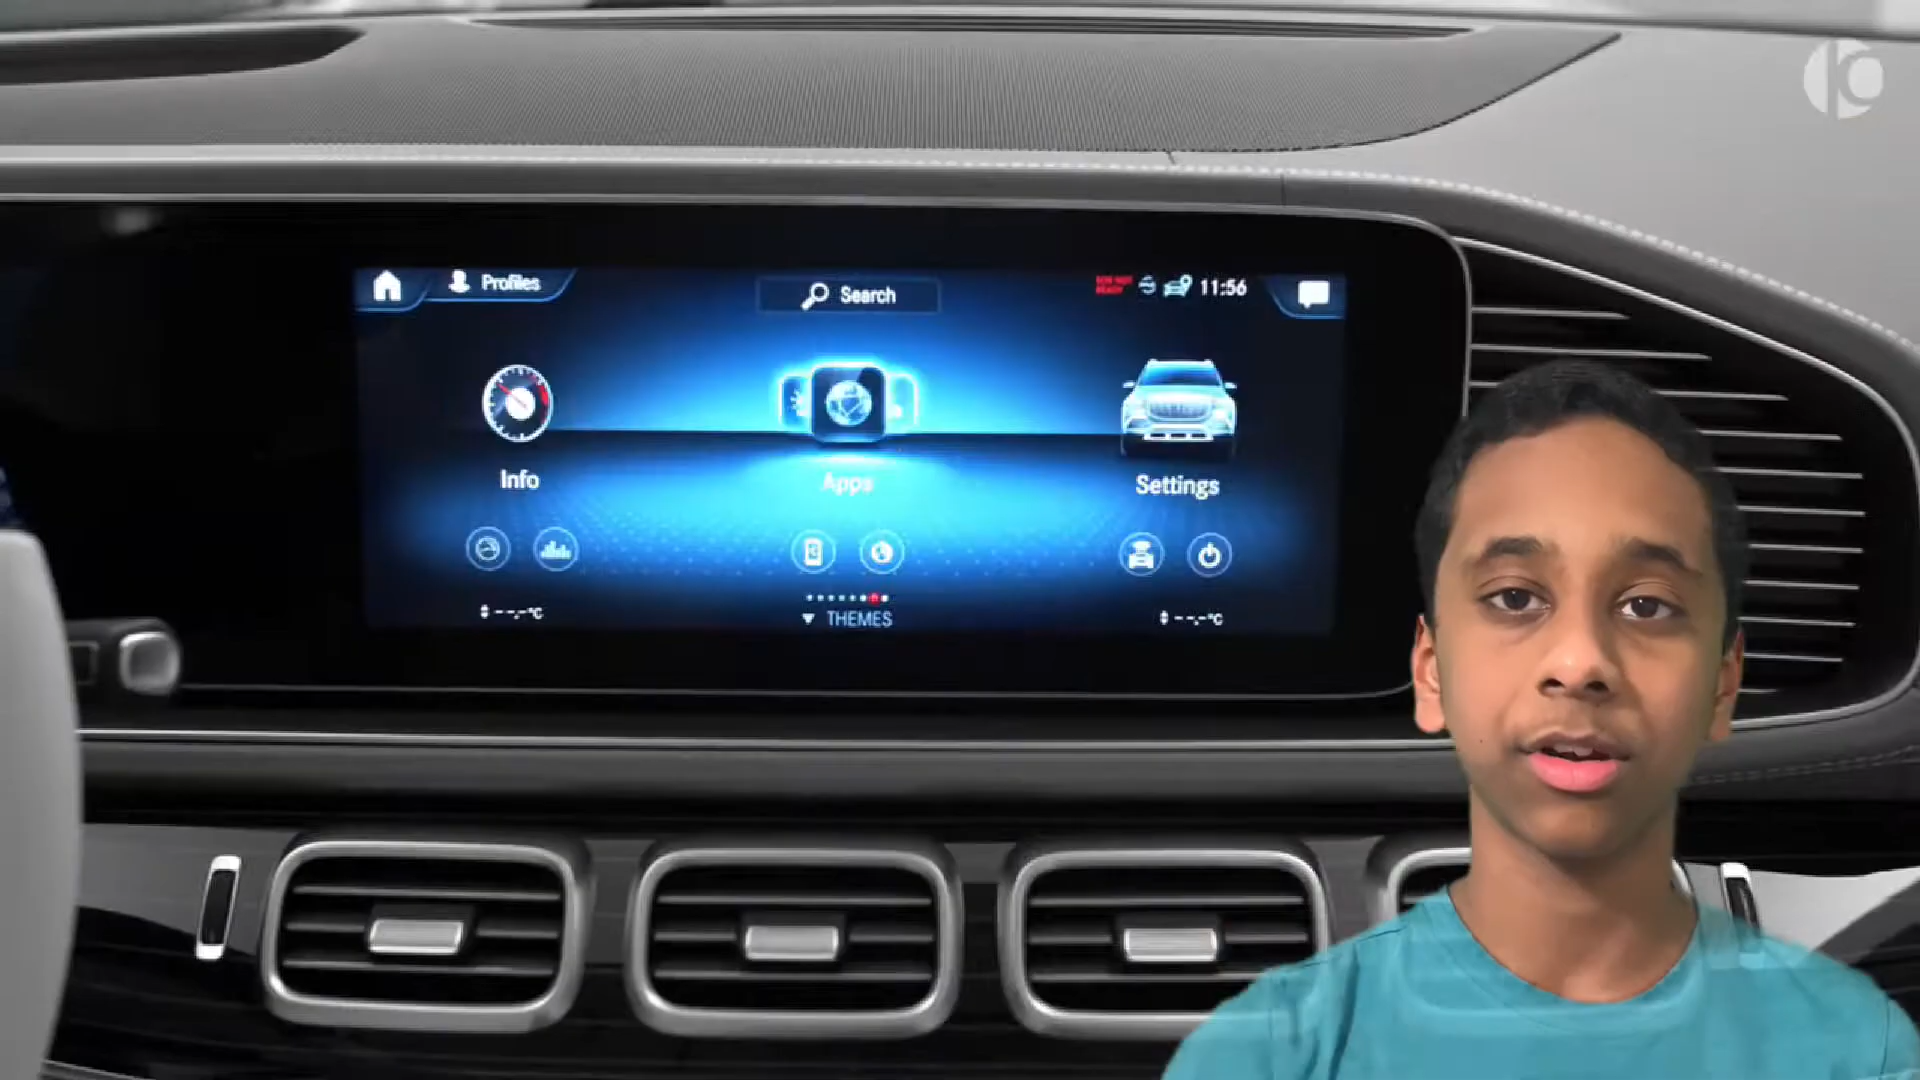 Profiles
Search
11:56
Info
Apps
Settings
--.-°C
THEMES
--.-°C